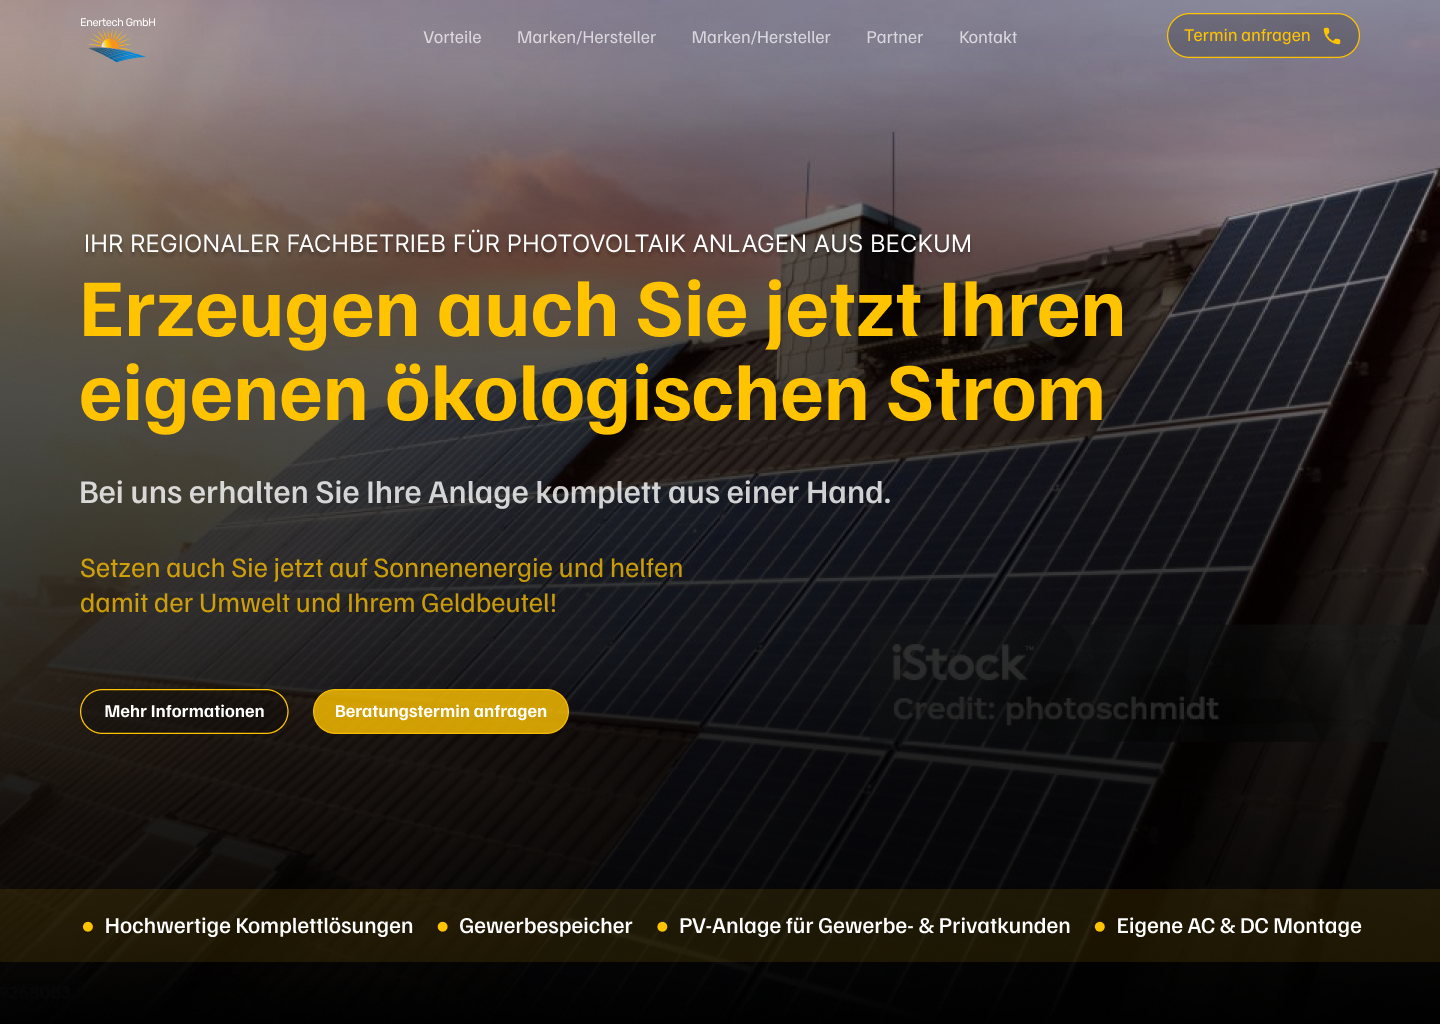 Enertech GmbH
Vorteile
Marken/Hersteller
Marken/Hersteller
Partner
Kontakt
Termin anfragen
IHR REGIONALER FACHBETRIEB FÜR PHOTOVOLTAIK ANLAGEN AUS BECKUM
Erzeugen auch Sie jetzt Ihren
eigenen ökologischen Strom
Bei uns erhalten Sie Ihre Anlage komplett aus einer Hand.
Setzen auch Sie jetzt auf Sonnenenergie und helfen
damit der Umwelt und Ihrem Geldbeutel!
iStock™
Credit: photoschmidt
Mehr Informationen
Beratungstermin anfragen
Hochwertige Komplettlösungen
Gewerbespeicher
PV-Anlage für Gewerbe- & Privatkunden
Eigene AC & DC Montage